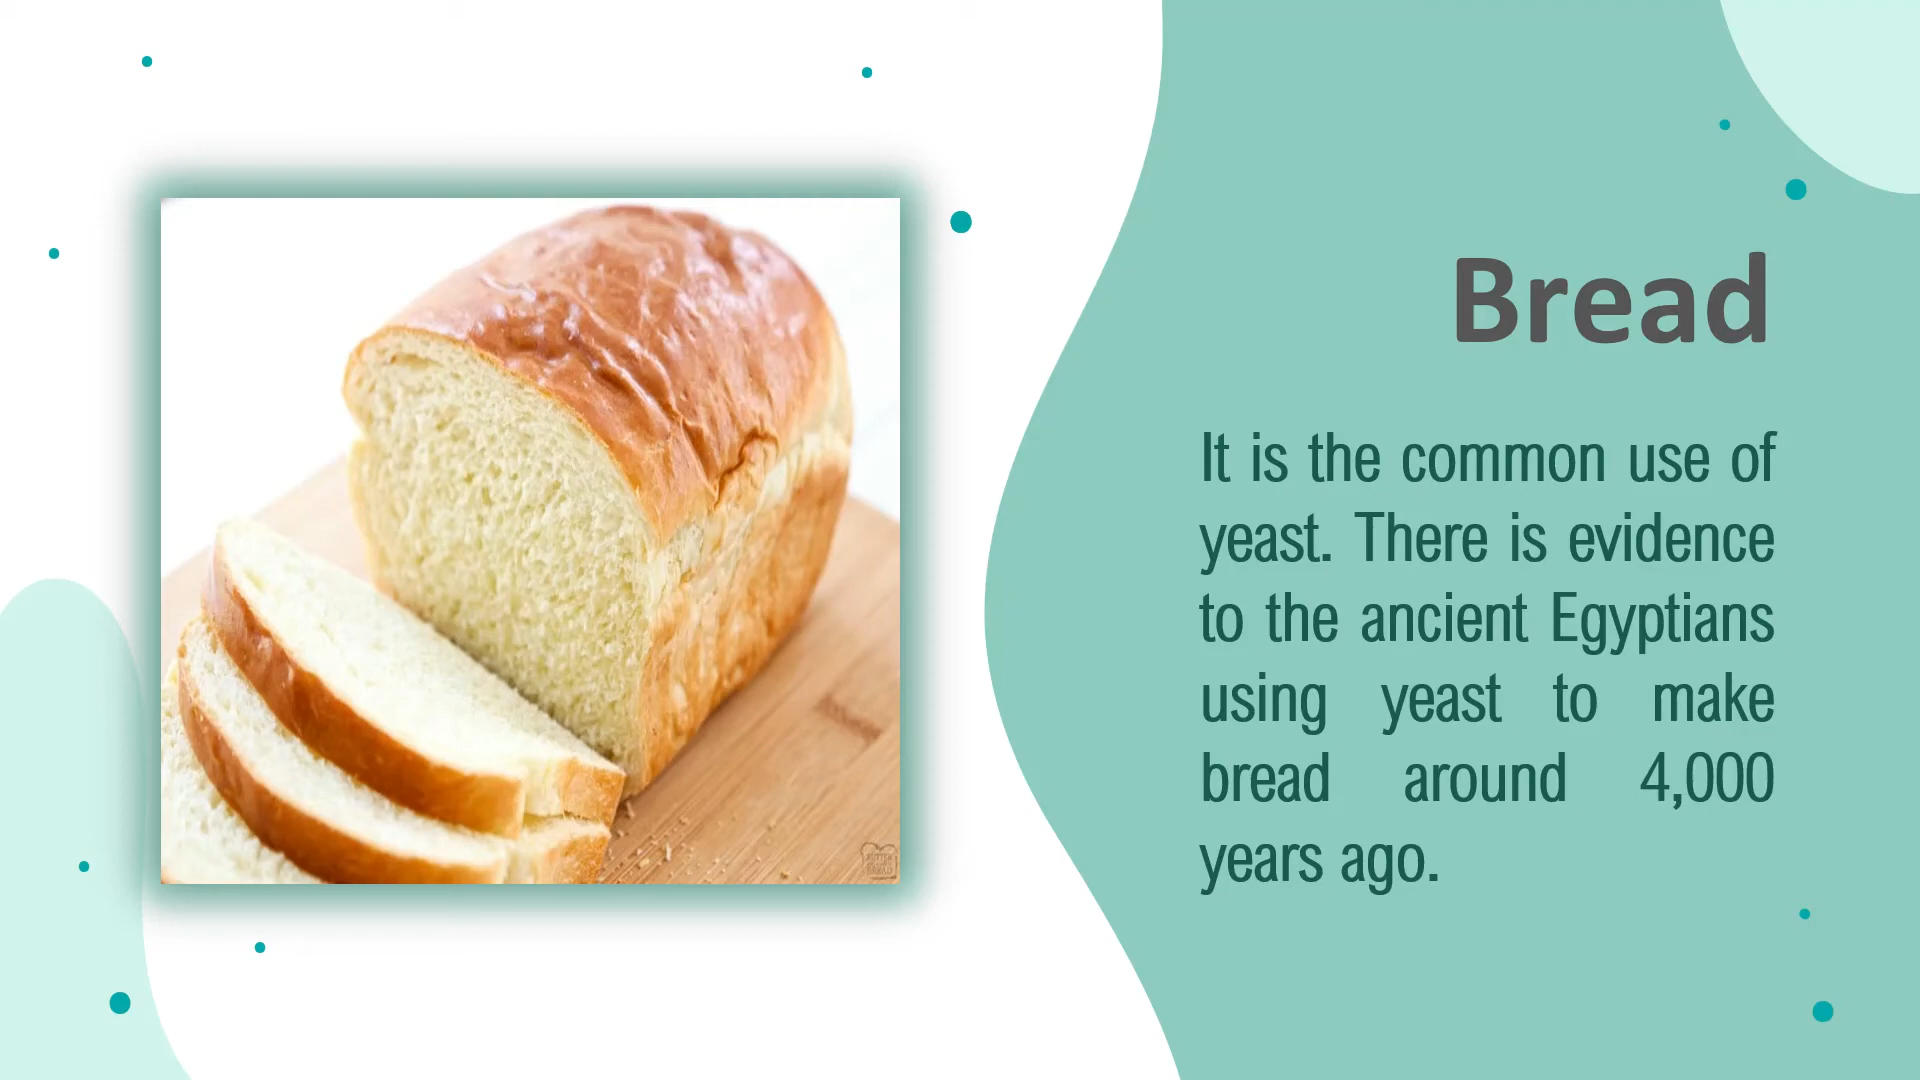 Bread
It is the common use of
yeast. There is evidence
to the ancient Egyptians
using yeast to make
bread around 4,000
years ago.